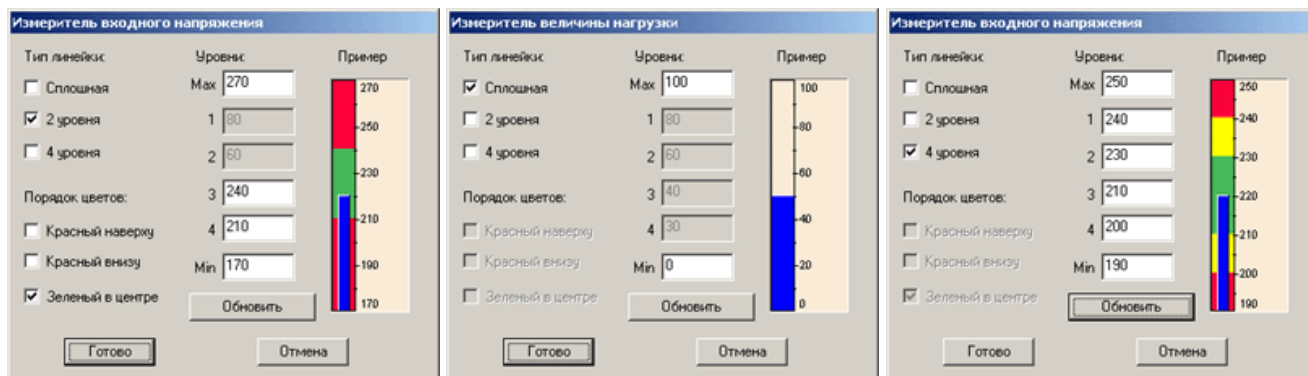 Измеритель входного напряжения
Тип линейки:
Уровни:
Пример
Сплошная
Max 270
270
2 уровня
1 80
250
4 уровня
2 60
230
Порядок цветов:
3 240
210
Красный наверху
4 210
Красный внизу
Min 170
190
Зеленый в центре
Обновить
170
Готово
Отмена
Измеритель величины нагрузки
Тип линейки:
Уровни:
Пример
Сплошная
Max 100
100
2 уровня
1 80
80
4 уровня
2 60
60
Порядок цветов:
3 40
40
Красный наверху
4 30
Красный внизу
Min 0
20
Зеленый в центре
Обновить
0
Готово
Отмена
Измеритель входного напряжения
Тип линейки:
Уровни:
Пример
Сплошная
Max 250
250
2 уровня
1 240
240
4 уровня
2 230
230
Порядок цветов:
3 210
220
Красный наверху
4 200
210
Красный внизу
Min 190
200
Зеленый в центре
Обновить
190
Готово
Отмена